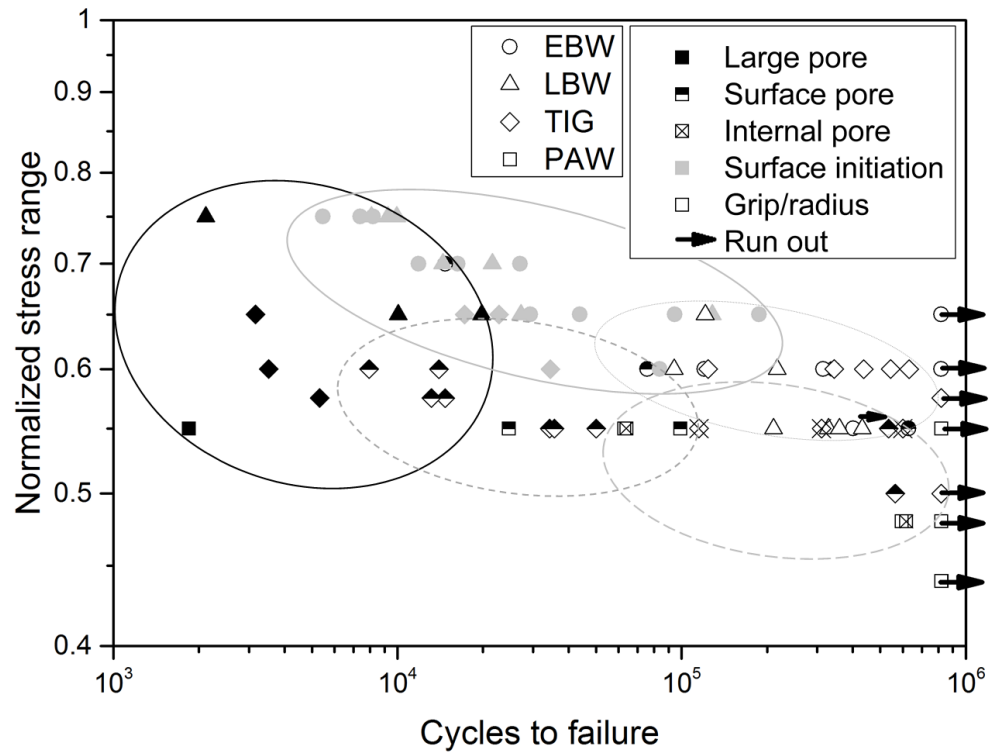 1
0.9
0.8
0.7
0.6
0.5
0.4
Normalized stress range
EBW
LBW
TIG
PAW
Large pore
Surface pore
Internal pore
Surface initiation
Grip/radius
Run out
10³ 10⁴ 10⁵ 10⁶
Cycles to failure